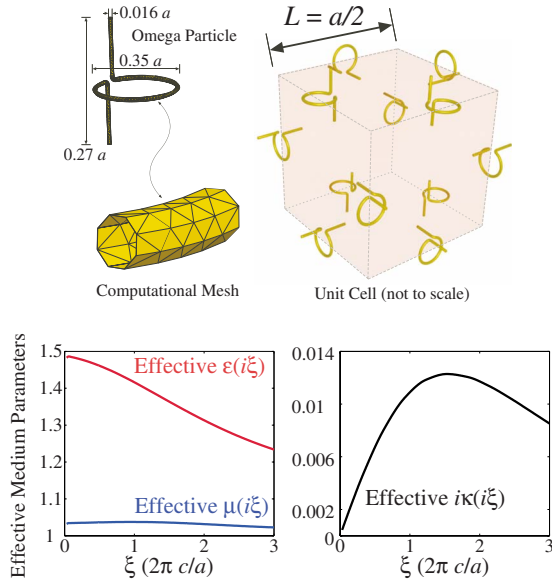 0.016 a
Omega Particle
0.35 a
0.27 a
L = a/2
Computational Mesh
Unit Cell (not to scale)
Effective Medium Parameters
1.5
1.4
1.3
1.2
1.1
1
Effective ε(iξ)
Effective μ(iξ)
0
1
2
3
ξ (2π c/a)
0.014
0.010
0.006
0.002
Effective iκ(iξ)
0
1
2
3
ξ (2π c/a)